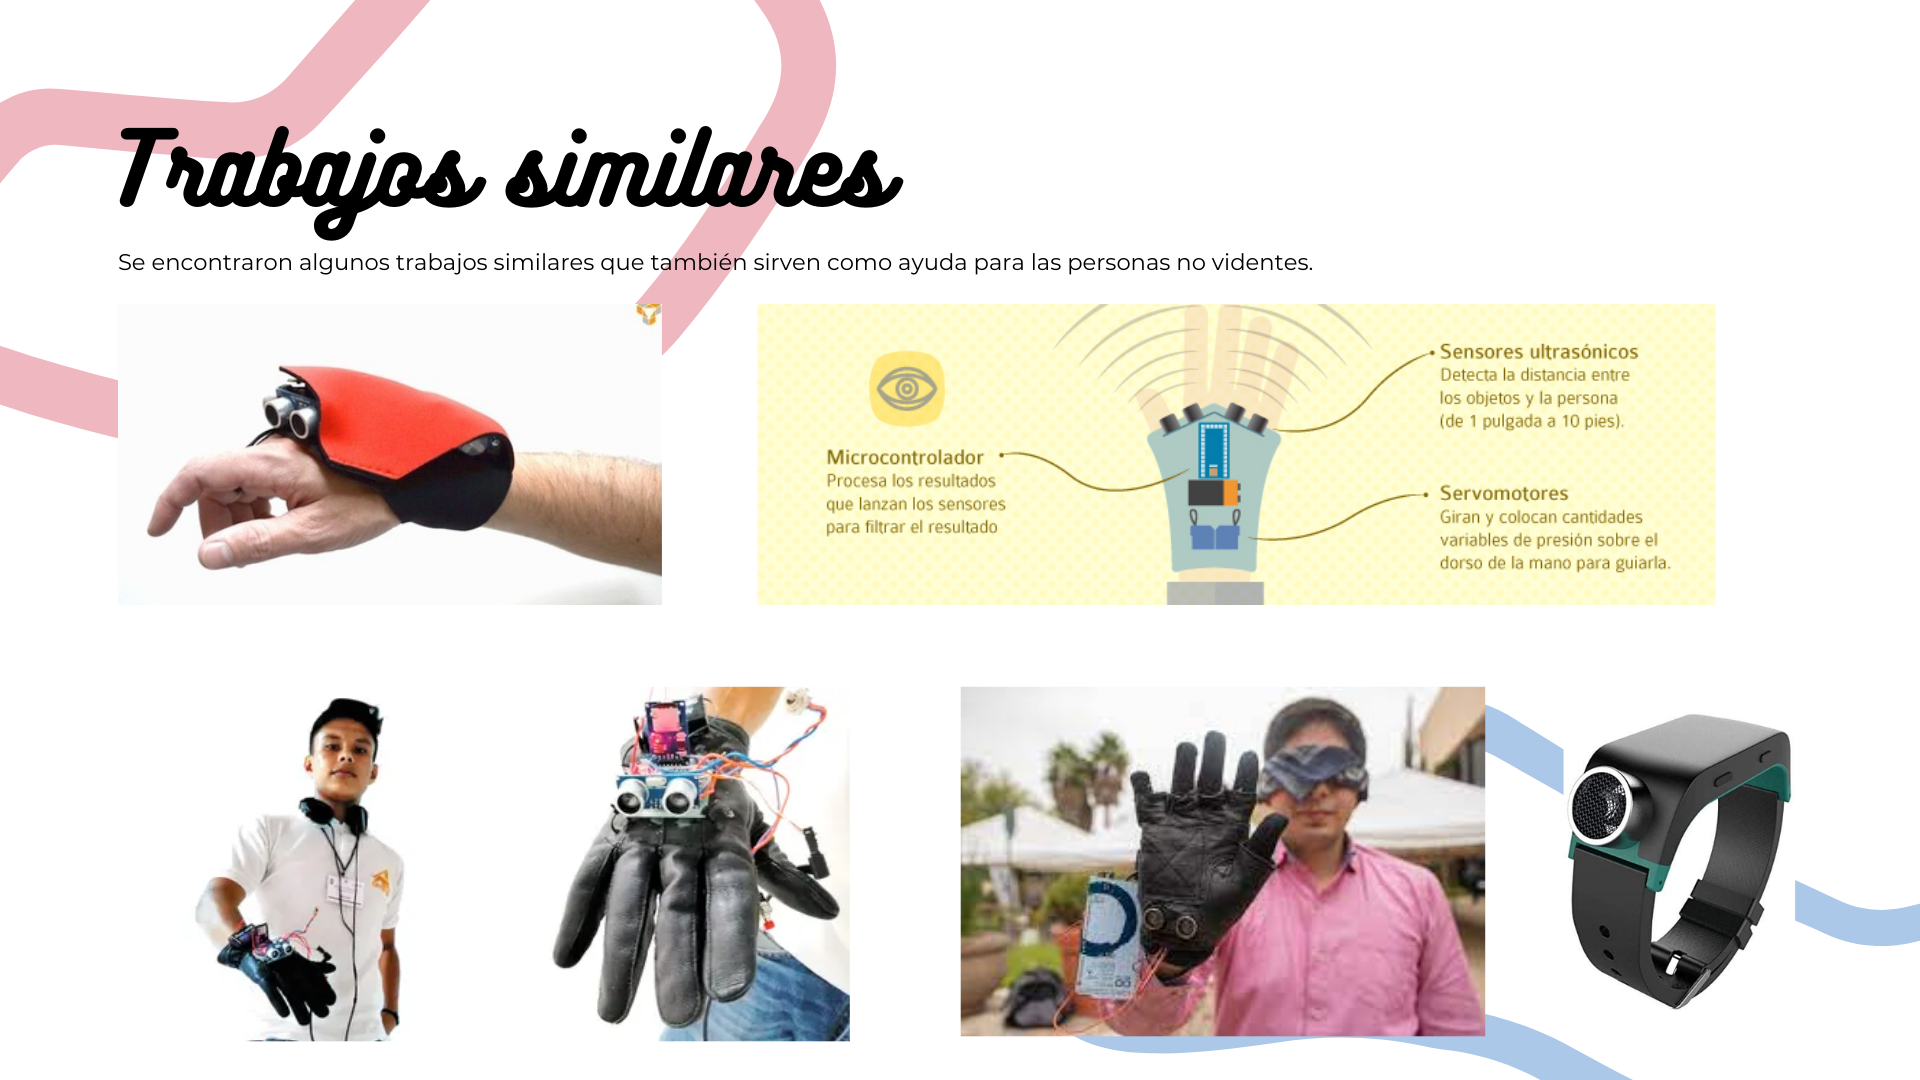 Trabajos similares
Se encontraron algunos trabajos similares que también sirven como ayuda para las personas no videntes.
Microcontrolador
Procesa los resultados
que lanzan los sensores
para filtrar el resultado
Sensores ultrasónicos
Detecta la distancia entre
los objetos y la persona
(de 1 pulgada a 10 pies).
Servomotores
Giran y colocan cantidades
variables de presión sobre el
dorso de la mano para guiarla.